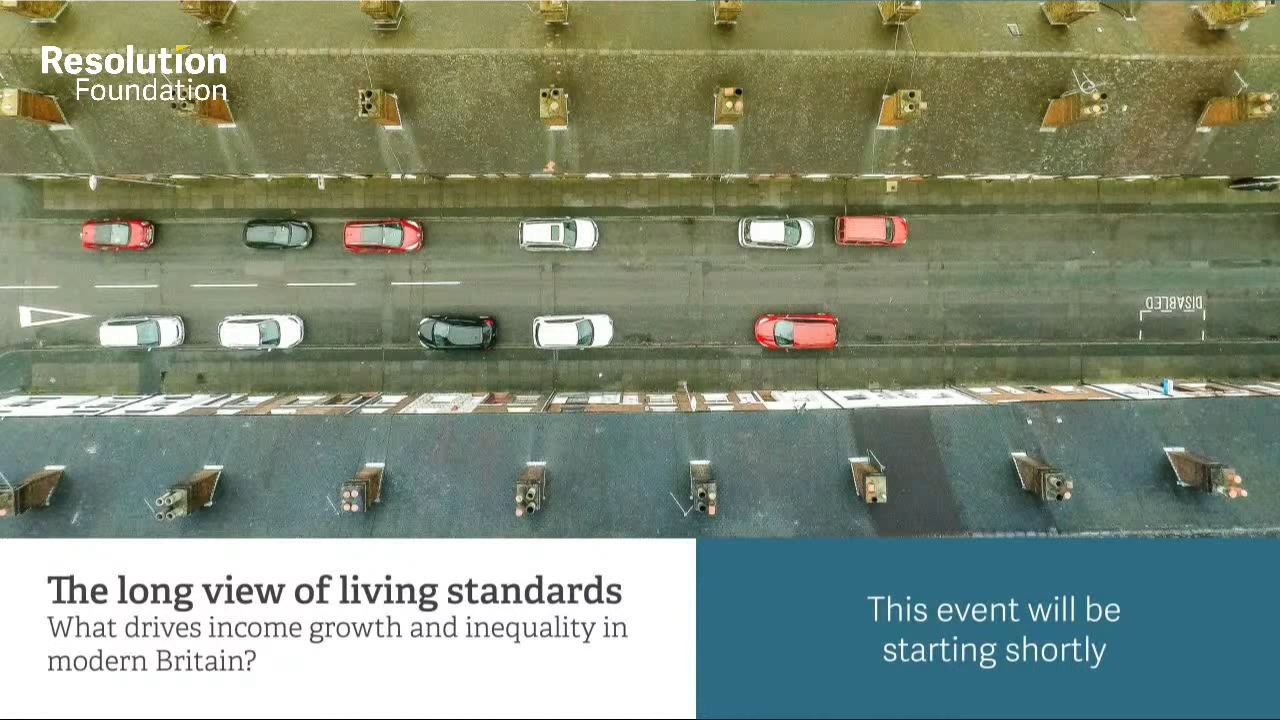 Resolution
Foundation
DISABLED
The long view of living standards
What drives income growth and inequality in
modern Britain?
This event will be
starting shortly